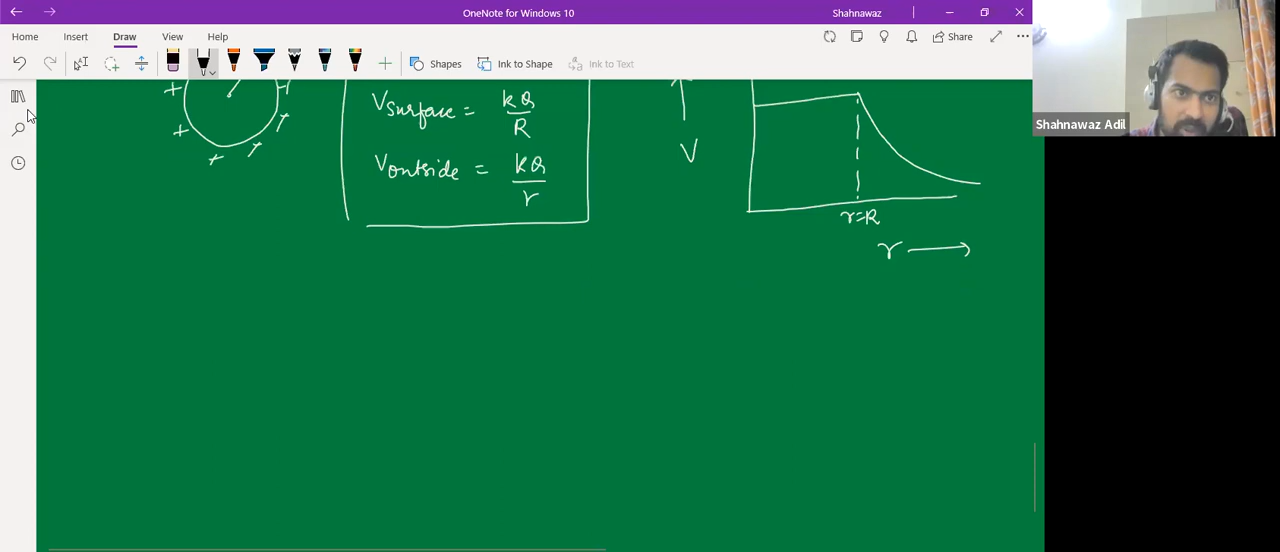 OneNote for Windows 10
Shahnawaz
Home Insert Draw View Help
Share
Shapes Ink to Shape Ink to Text
Shahnawaz Adil
+ + + + + +
Vsurface = kQ/R
Voutside = kQ/r
V
r=R
r